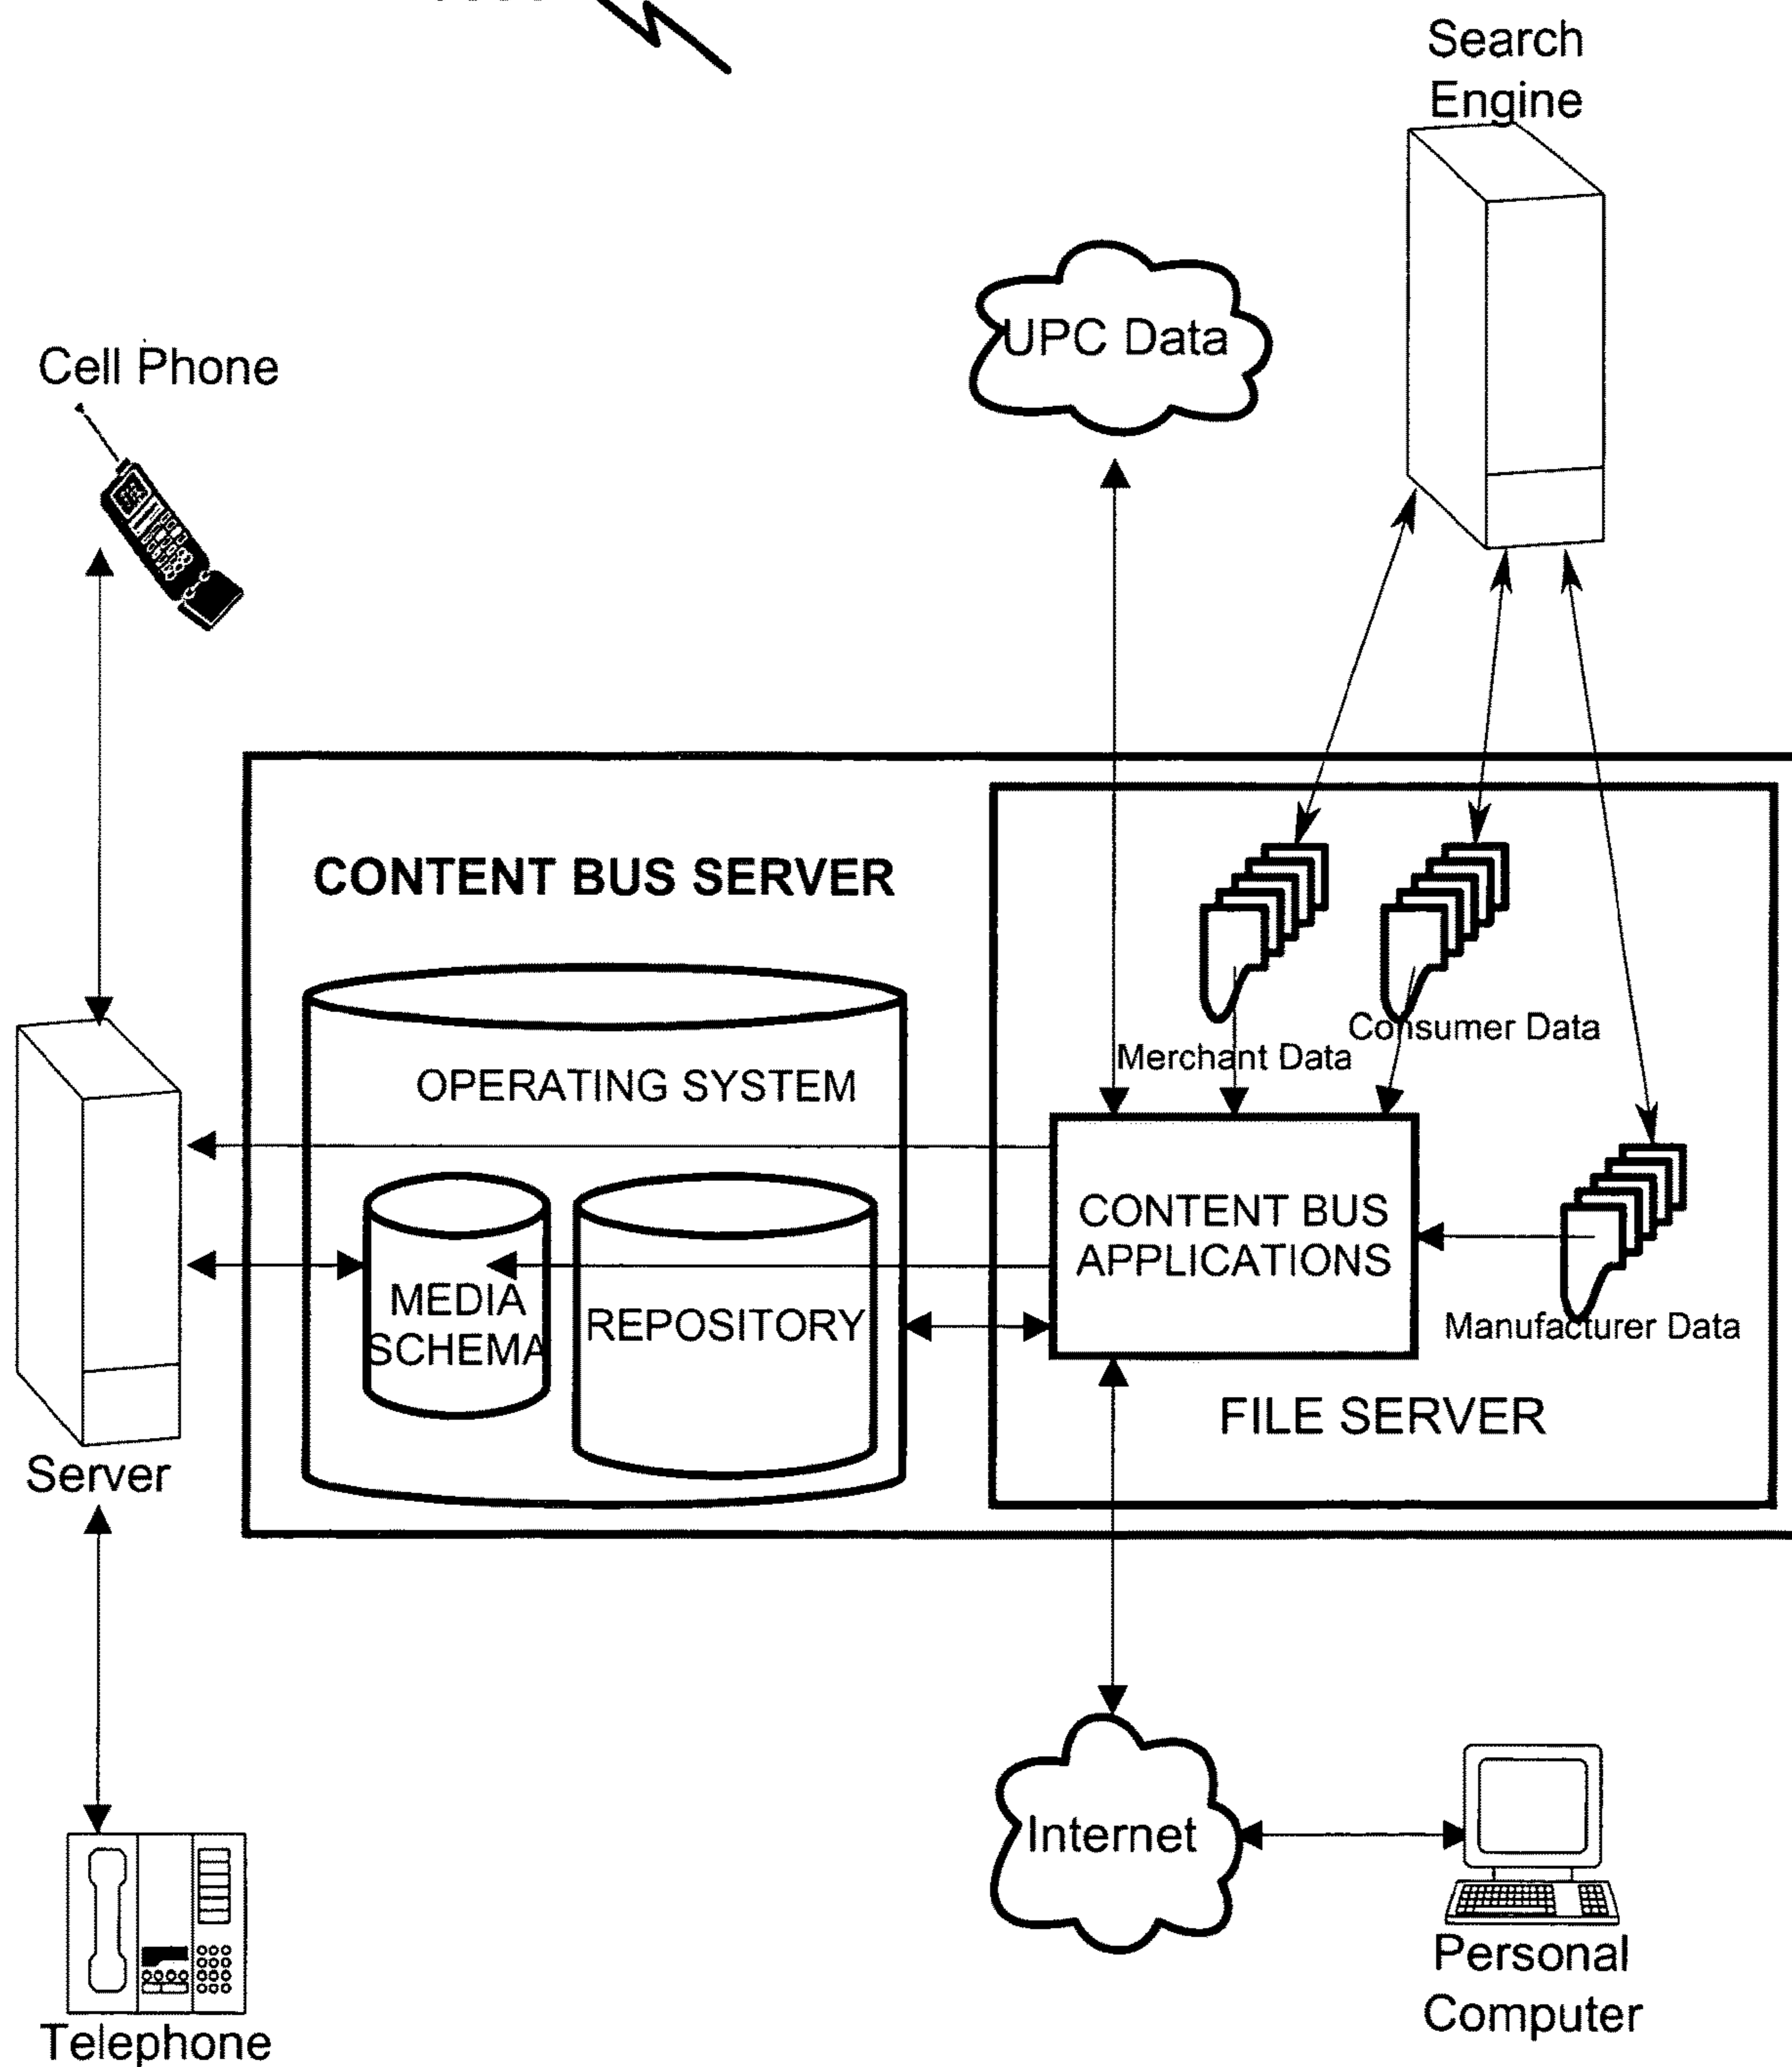 Search
Engine
UPC Data
Cell Phone
CONTENT BUS SERVER
Consumer Data
Merchant Data
OPERATING SYSTEM
CONTENT BUS
APPLICATIONS
MEDIA
SCHEMA
REPOSITORY
Manufacturer Data
FILE SERVER
Server
Internet
Personal
Computer
Telephone